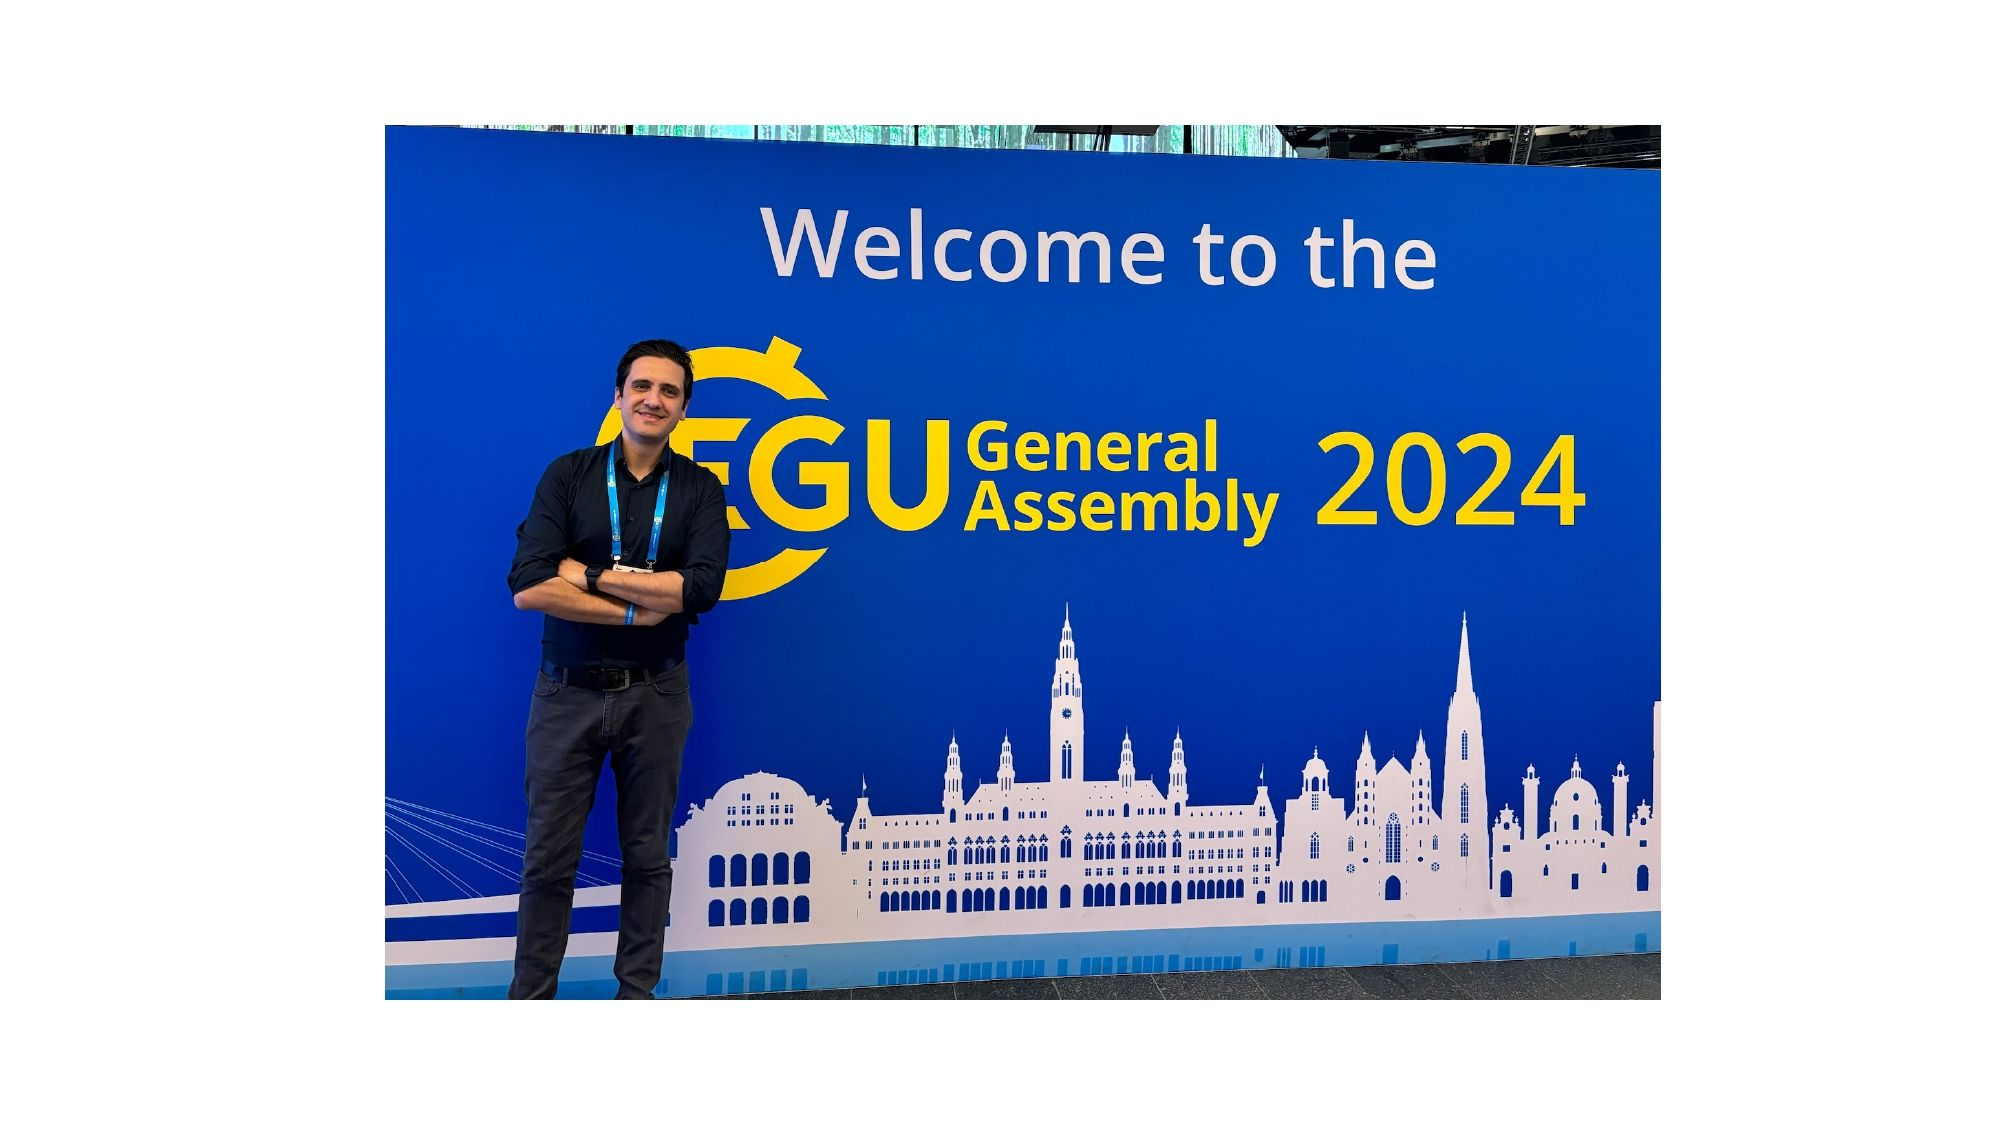 Welcome to the
EGU
General
Assembly
2024